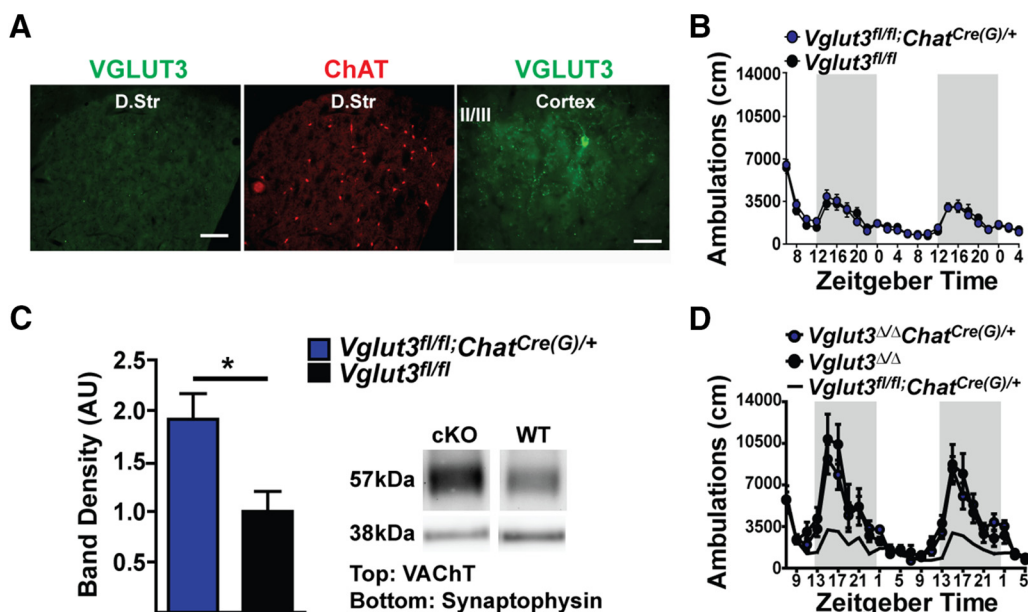 A
VGLUT3
ChAT
VGLUT3
D.Str
D.Str
Cortex
II/III
B
Vglut3fl/fl;ChatCre(G)/+
Vglut3fl/fl
Ambulations (cm)
14000
10500
7000
3500
0
8 12 16 20 0 4 8 12 16 20 0 4
Zeitgeber Time
C
Vglut3fl/fl;ChatCre(G)/+
Vglut3fl/fl
Band Density (AU)
2.5
2.0
1.5
1.0
0.5
*
cKO WT
57kDa
38kDa
Top: VAChT
Bottom: Synaptophysin
D
Vglut3Δ/ΔChatCre(G)/+
Vglut3Δ/Δ
Vglut3fl/fl;ChatCre(G)/+
Ambulations (cm)
14000
10500
7000
3500
0
9 13 17 21 1 5 9 13 17 21 1 5
Zeitgeber Time